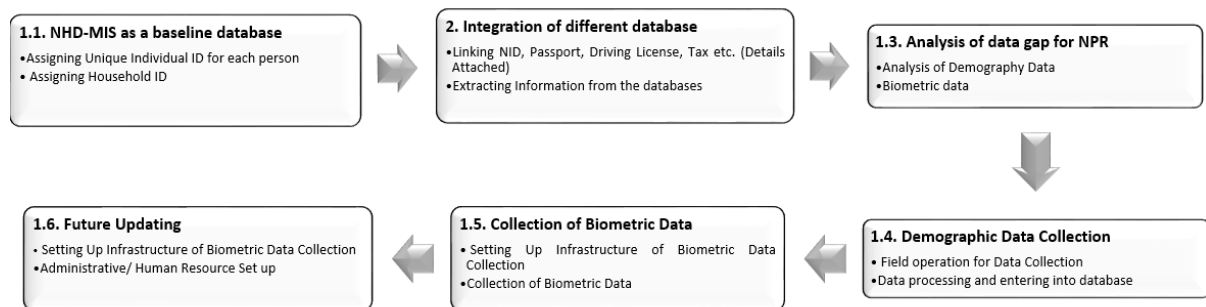 1.1. NHD-MIS as a baseline database
•Assigning Unique Individual ID for each person
• Assigning Household ID
2. Integration of different database
•Linking NID, Passport, Driving License, Tax etc. (Details
Attached)
•Extracting Information from the databases
1.3. Analysis of data gap for NPR
•Analysis of Demography Data
•Biometric data
1.4. Demographic Data Collection
• Field operation for Data Collection
•Data processing and entering into database
1.5. Collection of Biometric Data
• Setting Up Infrastructure of Biometric Data
Collection
•Collection of Biometric Data
1.6. Future Updating
• Setting Up Infrastructure of Biometric Data Collection
•Administrative/ Human Resource Set up